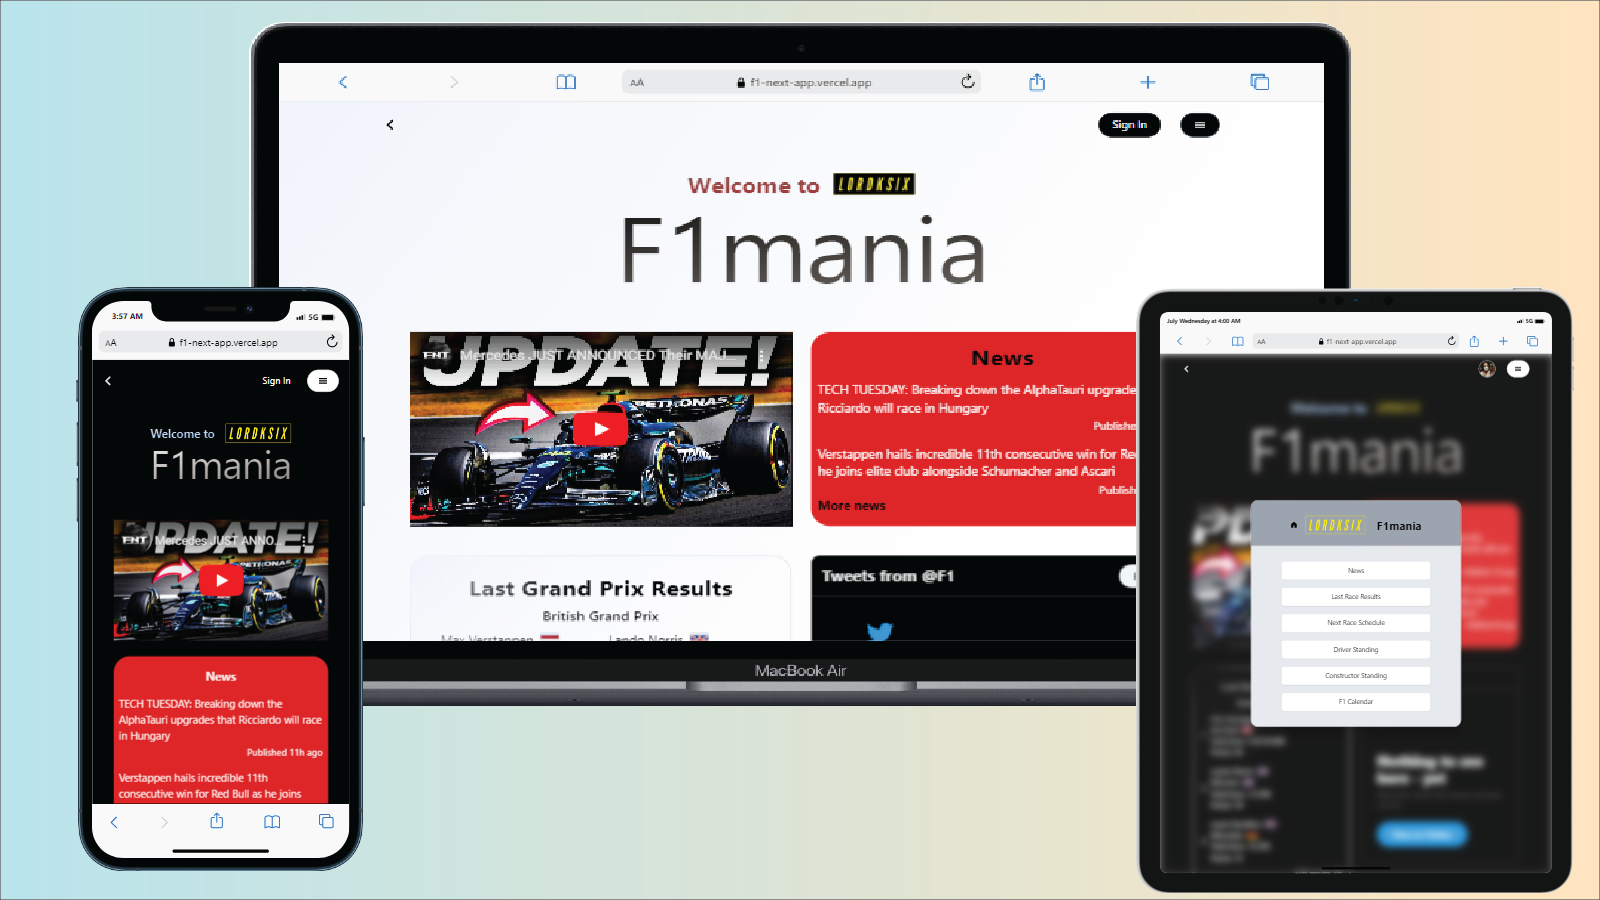 AA f1-next-app.vercel.app
Sign In
Welcome to LORDKSIX
F1mania
UPDATE!
FNT Mercedes JUST ANNOUNCED Their MAJ...
PETRONAS
News
TECH TUESDAY: Breaking down the AlphaTauri upgrade
Ricciardo will race in Hungary
Publishe
Verstappen hails incredible 11th consecutive win for Re
he joins elite club alongside Schumacher and Ascari
Publish
More news
Last Grand Prix Results
British Grand Prix
Max Verstappen Lando Norris
Tweets from @F1
MacBook Air
3:57 AM 5G
AA f1-next-app.vercel.app
Sign In
Welcome to LORDKSIX
F1mania
UPDATE!
FNT Mercedes JUST ANNO...
News
TECH TUESDAY: Breaking down the
AlphaTauri upgrades that Ricciardo will race
in Hungary
Published 11h ago
Verstappen hails incredible 11th
consecutive win for Red Bull as he joins
July Wednesday at 4:00 AM 5G
AA f1-next-app.vercel.app
Welcome to
F1mania
LORDKSIX F1mania
News
Last Race Results
Next Race Schedule
Driver Standing
Constructor Standing
F1 Calendar
Nothing to see
here - yet